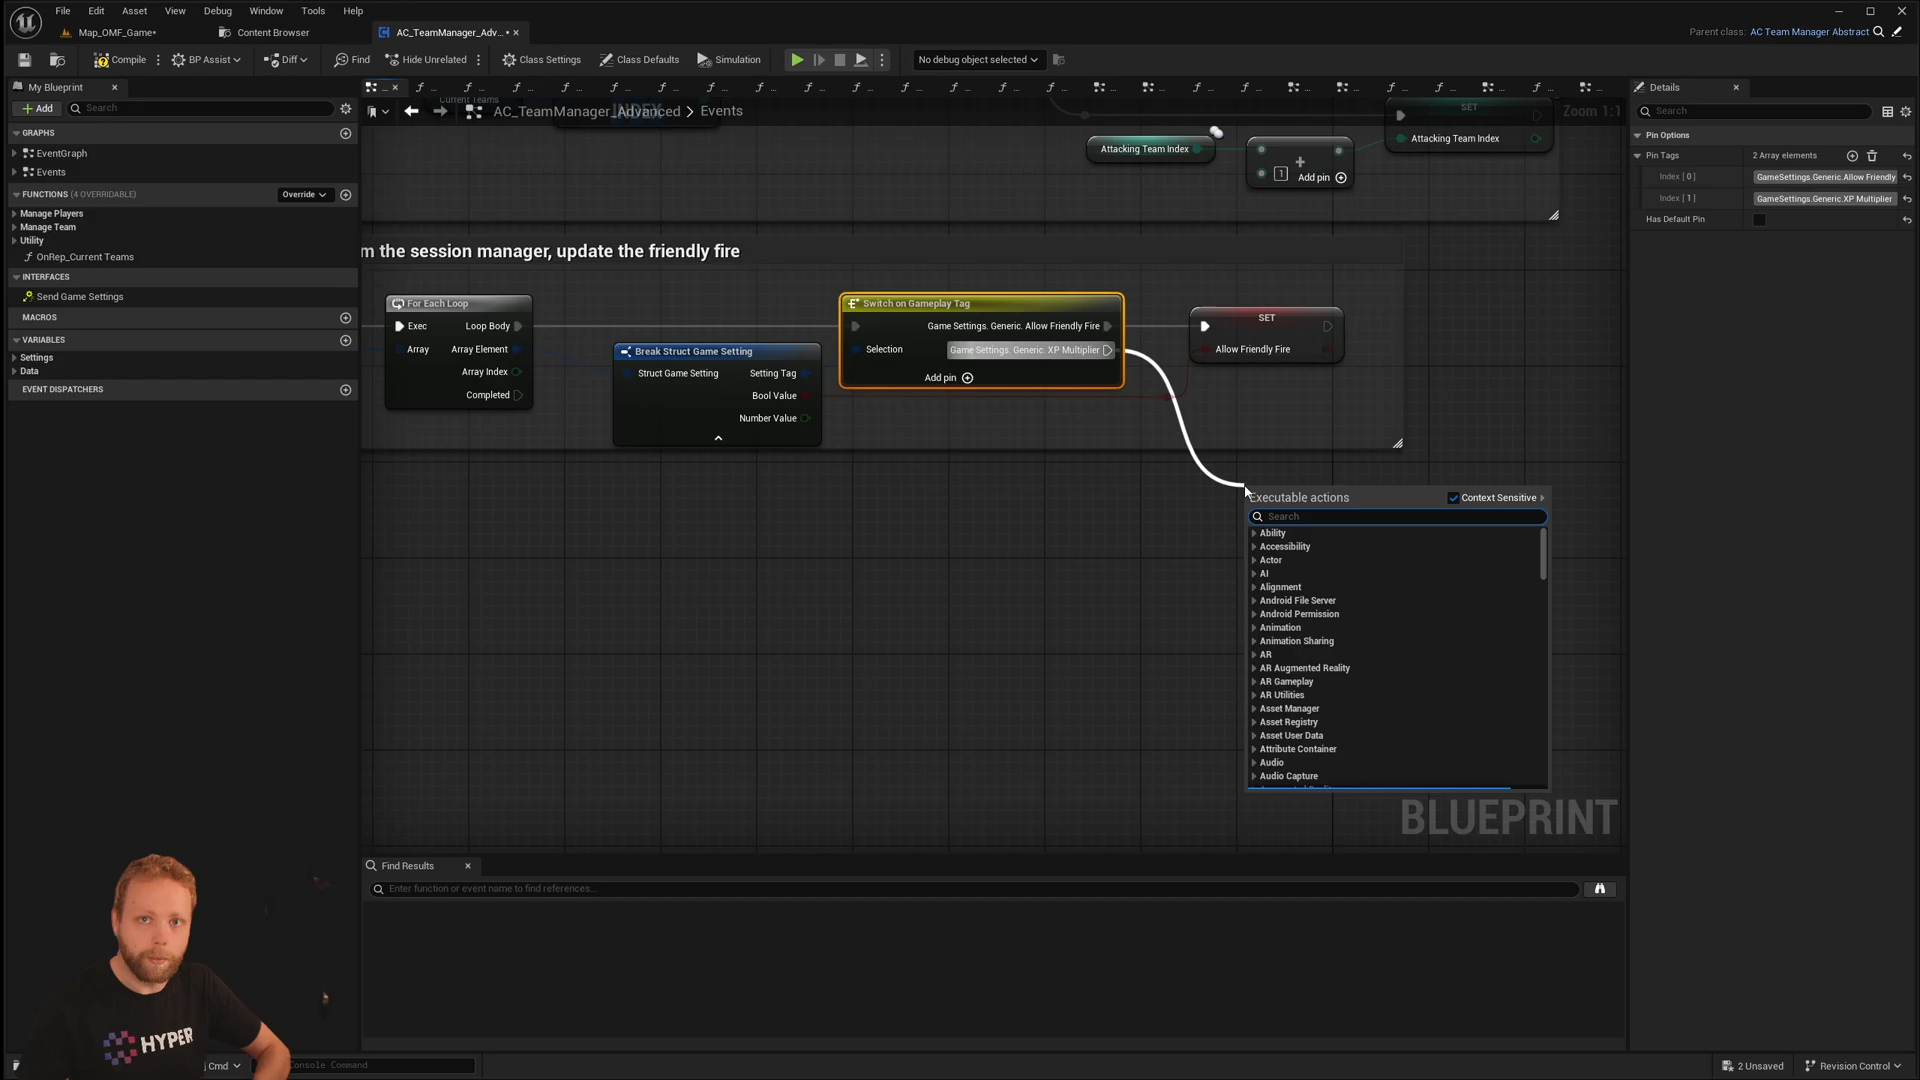 File Edit Asset View Debug Window Tools Help
Map_OMF_Game*
Content Browser
AC_TeamManager_Adv... •
Parent class: AC Team Manager Abstract
Compile
BP Assist
Diff
Find
Hide Unrelated
Class Settings
Class Defaults
Simulation
No debug object selected
My Blueprint
Add
Search
GRAPHS
EventGraph
Events
FUNCTIONS (4 OVERRIDABLE)
Override
Manage Players
Manage Team
Utility
OnRep_Current Teams
INTERFACES
Send Game Settings
MACROS
VARIABLES
Settings
Data
EVENT DISPATCHERS
AC_TeamManager_Advanced > Events
Zoom 1:1
Current Teams
INDEX
Attacking Team Index
1
Add pin
SET
Attacking Team Index
m the session manager, update the friendly fire
For Each Loop
Exec
Loop Body
Array
Array Element
Array Index
Completed
Break Struct Game Setting
Struct Game Setting
Setting Tag
Bool Value
Number Value
Switch on Gameplay Tag
Game Settings. Generic. Allow Friendly Fire
Selection
Game Settings. Generic. XP Multiplier
Add pin
SET
Allow Friendly Fire
Executable actions
Context Sensitive
Search
Ability
Accessibility
Actor
AI
Alignment
Android File Server
Android Permission
Animation
Animation Sharing
AR
AR Augmented Reality
AR Gameplay
AR Utilities
Asset Manager
Asset Registry
Asset User Data
Attribute Container
Audio
Audio Capture
BLUEPRINT
Details
Search
Pin Options
Pin Tags
2 Array elements
Index [ 0 ]
GameSettings.Generic.Allow Friendly
Index [ 1 ]
GameSettings.Generic.XP Multiplier
Has Default Pin
Find Results
Enter function or event name to find references...
HYPER
Cmd
Console Command
2 Unsaved
Revision Control